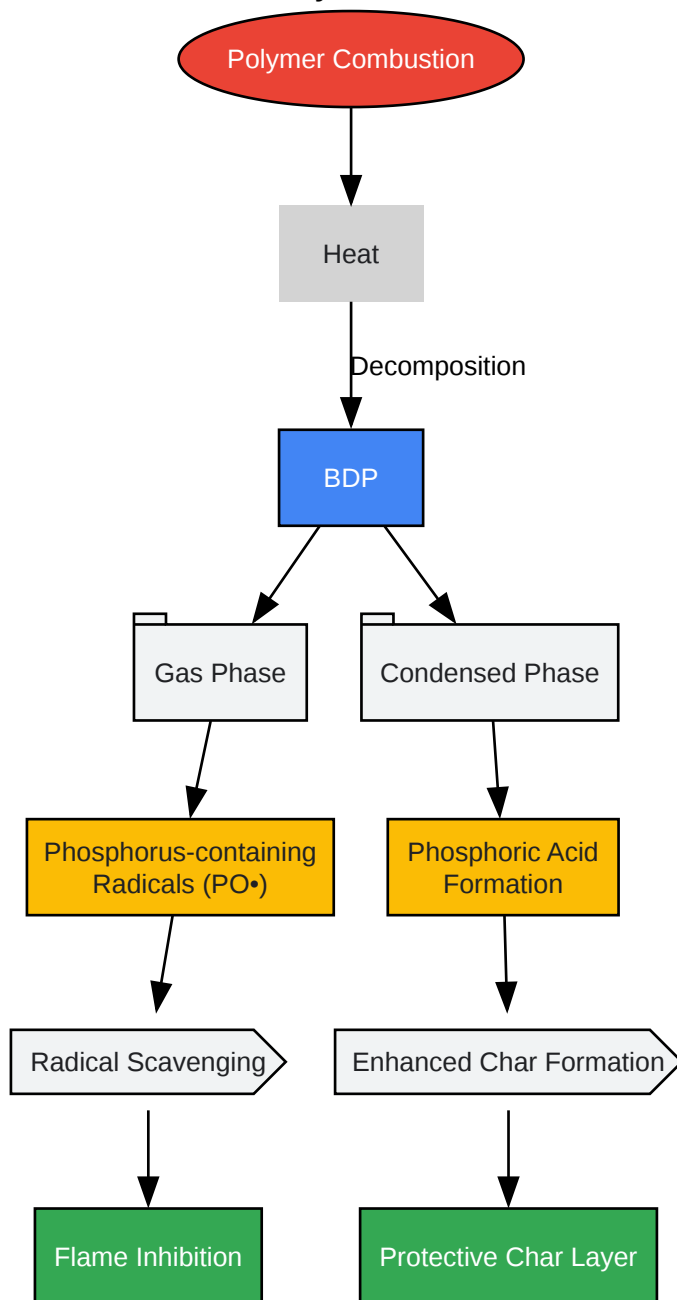 Polymer Combustion
Heat
Decomposition
BDP
Gas Phase
Condensed Phase
Phosphorus-containing
Radicals (PO•)
Phosphoric Acid
Formation
Radical Scavenging
Enhanced Char Formation
Flame Inhibition
Protective Char Layer